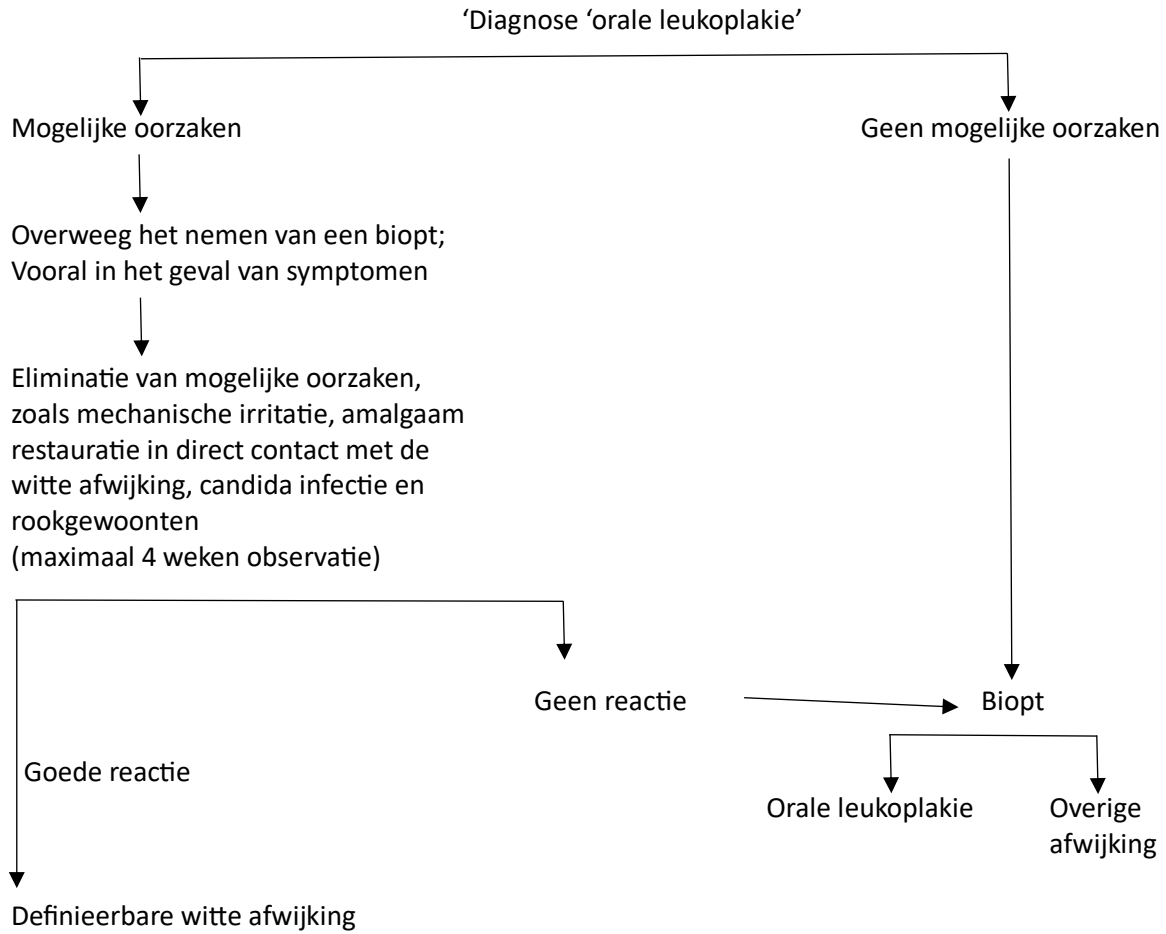 ‘Diagnose ‘orale leukoplakie’
Mogelijke oorzaken
Geen mogelijke oorzaken
Overweeg het nemen van een biopt;
Vooral in het geval van symptomen
Eliminatie van mogelijke oorzaken,
zoals mechanische irritatie, amalgaam
restauratie in direct contact met de
witte afwijking, candida infectie en
rookgewoonten
(maximaal 4 weken observatie)
Geen reactie
Biopt
Goede reactie
Orale leukoplakie
Overige
afwijking
Definieerbare witte afwijking